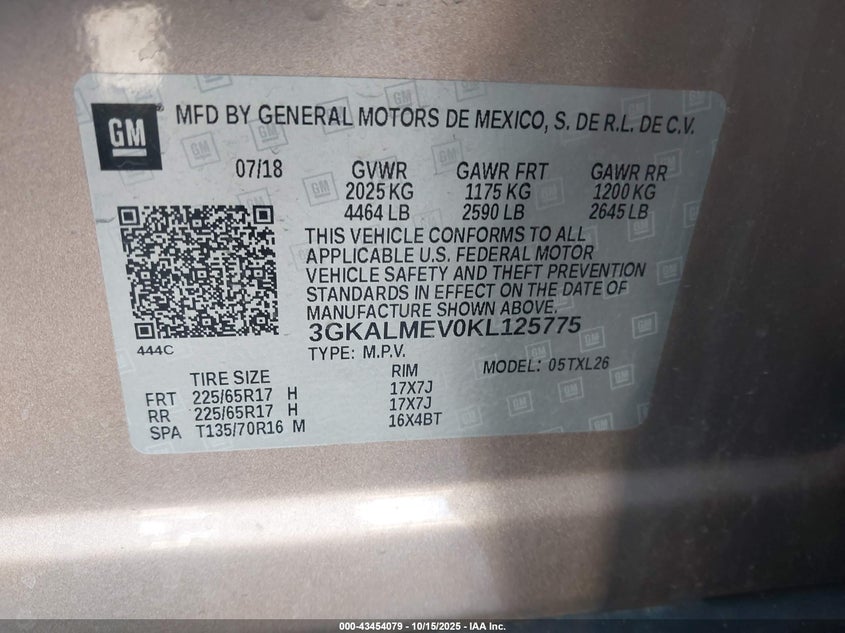 GM
MFD BY GENERAL MOTORS DE MEXICO, S. DE R.L. DE C.V.
07/18 GVWR GAWR FRT GAWR RR
2025 KG 1175 KG 1200 KG
4464 LB 2590 LB 2645 LB
THIS VEHICLE CONFORMS TO ALL
APPLICABLE U.S. FEDERAL MOTOR
VEHICLE SAFETY AND THEFT PREVENTION
STANDARDS IN EFFECT ON THE DATE OF
MANUFACTURE SHOWN ABOVE.
3GKALMEV0KL125775
444C
TYPE: M.P.V. MODEL: 05TXL26
TIRE SIZE RIM
FRT 225/65R17 H 17X7J
RR 225/65R17 H 17X7J
SPA T135/70R16 M 16X4BT
000-43454079 - 10/15/2025 - IAA Inc.